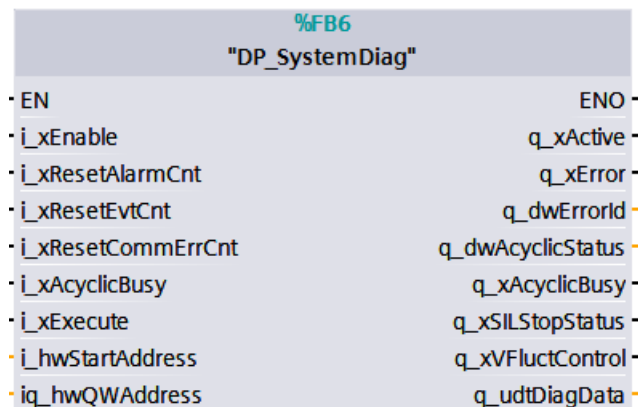 %FB6
"DP_SystemDiag"
EN ENO
i_xEnable q_xActive
i_xResetAlarmCnt q_xError
i_xResetEvtCnt q_dwErrorId
i_xResetCommErrCnt q_dwAcyclicStatus
i_xAcyclicBusy q_xAcyclicBusy
i_xExecute q_xSILStopStatus
i_hwStartAddress q_xVFluctControl
iq_hwQWAddress q_udtDiagData